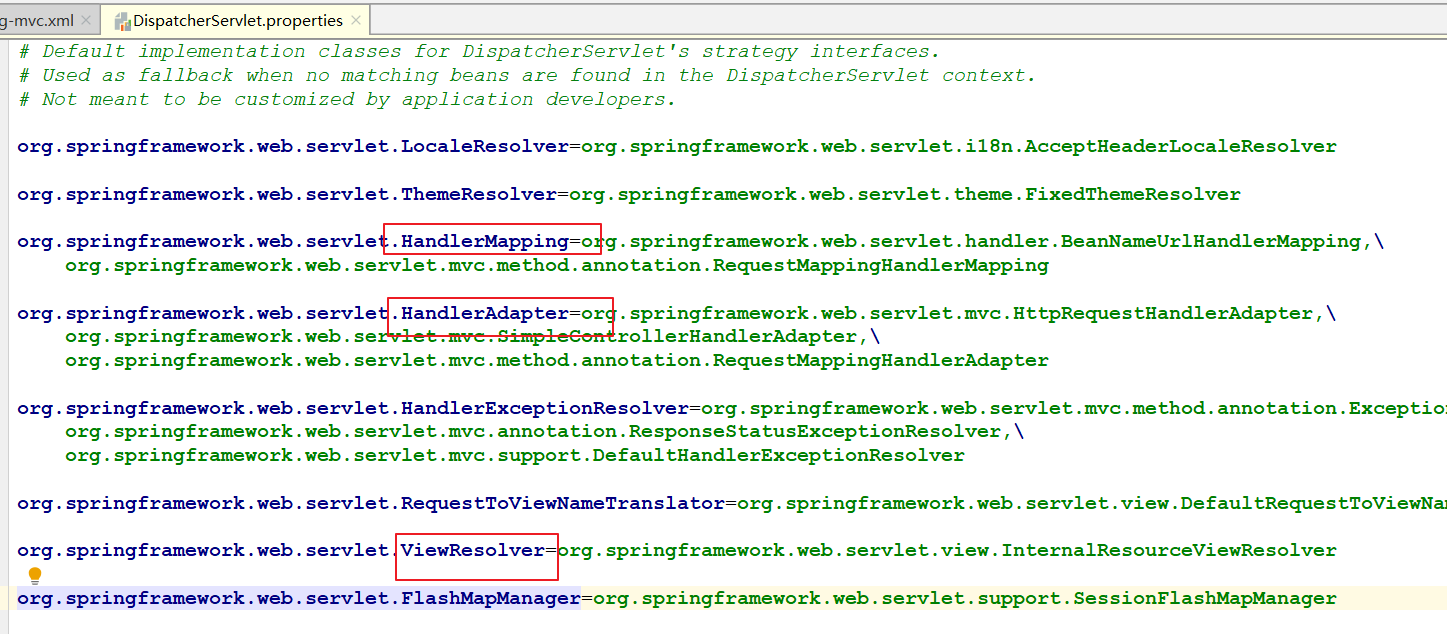 g-mvc.xml
DispatcherServlet.properties
# Default implementation classes for DispatcherServlet's strategy interfaces.
# Used as fallback when no matching beans are found in the DispatcherServlet context.
# Not meant to be customized by application developers.
org.springframework.web.servlet.LocaleResolver=org.springframework.web.servlet.i18n.AcceptHeaderLocaleResolver
org.springframework.web.servlet.ThemeResolver=org.springframework.web.servlet.theme.FixedThemeResolver
org.springframework.web.servlet.HandlerMapping=org.springframework.web.servlet.handler.BeanNameUrlHandlerMapping,\
org.springframework.web.servlet.mvc.method.annotation.RequestMappingHandlerMapping
org.springframework.web.servlet.HandlerAdapter=org.springframework.web.servlet.mvc.HttpRequestHandlerAdapter,\
org.springframework.web.servlet.mvc.SimpleControllerHandlerAdapter,\
org.springframework.web.servlet.mvc.method.annotation.RequestMappingHandlerAdapter
org.springframework.web.servlet.HandlerExceptionResolver=org.springframework.web.servlet.mvc.method.annotation.Exceptio
org.springframework.web.servlet.mvc.annotation.ResponseStatusExceptionResolver,\
org.springframework.web.servlet.mvc.support.DefaultHandlerExceptionResolver
org.springframework.web.servlet.RequestToViewNameTranslator=org.springframework.web.servlet.view.DefaultRequestToViewNa
org.springframework.web.servlet.ViewResolver=org.springframework.web.servlet.view.InternalResourceViewResolver
org.springframework.web.servlet.FlashMapManager=org.springframework.web.servlet.support.SessionFlashMapManager